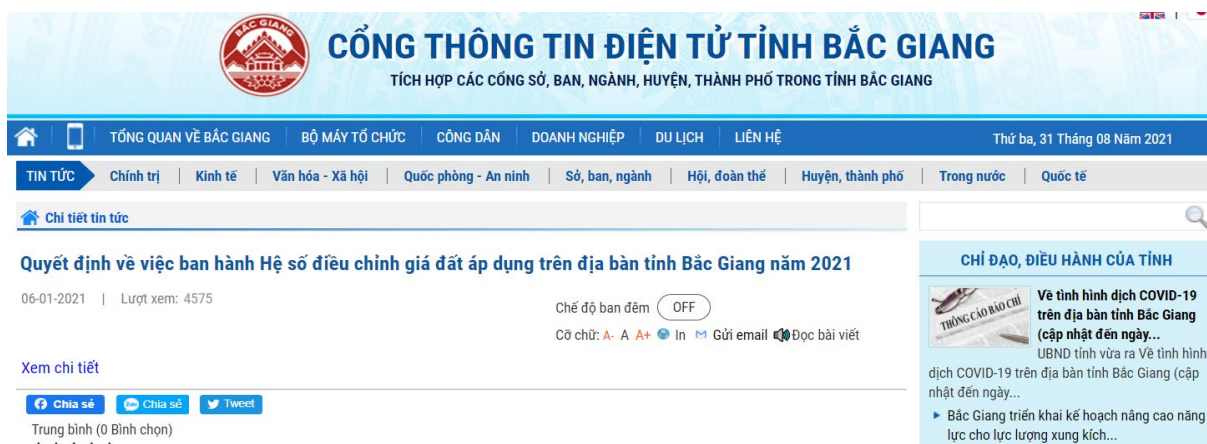 BẮC GIANG
CỔNG THÔNG TIN ĐIỆN TỬ TỈNH BẮC GIANG
TÍCH HỢP CÁC CỔNG SỞ, BAN, NGÀNH, HUYỆN, THÀNH PHỐ TRONG TỈNH BẮC GIANG
TỔNG QUAN VỀ BẮC GIANG BỘ MÁY TỔ CHỨC CÔNG DÂN DOANH NGHIỆP DU LỊCH LIÊN HỆ Thứ ba, 31 Tháng 08 Năm 2021
TIN TỨC Chính trị | Kinh tế | Văn hóa - Xã hội | Quốc phòng - An ninh | Sở, ban, ngành | Hội, đoàn thể | Huyện, thành phố | Trong nước | Quốc tế
Chi tiết tin tức
Quyết định về việc ban hành Hệ số điều chỉnh giá đất áp dụng trên địa bàn tỉnh Bắc Giang năm 2021
06-01-2021 | Lượt xem: 4575
Chế độ ban đêm OFF
Cỡ chữ: A- A A+ In Gửi email Đọc bài viết
Xem chi tiết
Chia sẻ Chia sẻ Tweet
Trung bình (0 Bình chọn)
CHỈ ĐẠO, ĐIỀU HÀNH CỦA TỈNH
THÔNG CÁO BÁO CHÍ
Về tình hình dịch COVID-19
trên địa bàn tỉnh Bắc Giang
(cập nhật đến ngày...
UBND tỉnh vừa ra Về tình hình
dịch COVID-19 trên địa bàn tỉnh Bắc Giang (cập
nhật đến ngày...
Bắc Giang triển khai kế hoạch nâng cao năng
lực cho lực lượng xung kích...